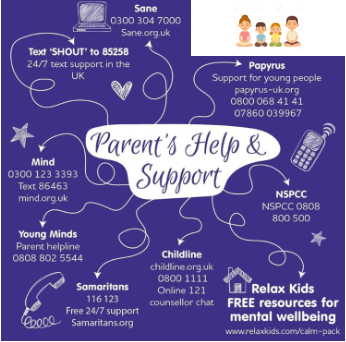 Sane
0300 304 7000
Sane.org.uk
Text 'SHOUT' to 85258
24/7 text support in the
UK
Papyrus
Support for young people
papyrus-uk.org
0800 068 41 41
07860 039967
Parent's Help &
Support
Mind
0300 123 3393
Text 86463
mind.org.uk
NSPCC
NSPCC 0808
800 500
Young Minds
Parent helpline
0808 802 5544
Childline
childline.org.uk
0800 1111
Online 121
counsellor chat
Samaritans
116 123
Free 24/7 support
Samaritans.org
Relax Kids
FREE resources for
mental wellbeing
www.relaxkids.com/calm-pack